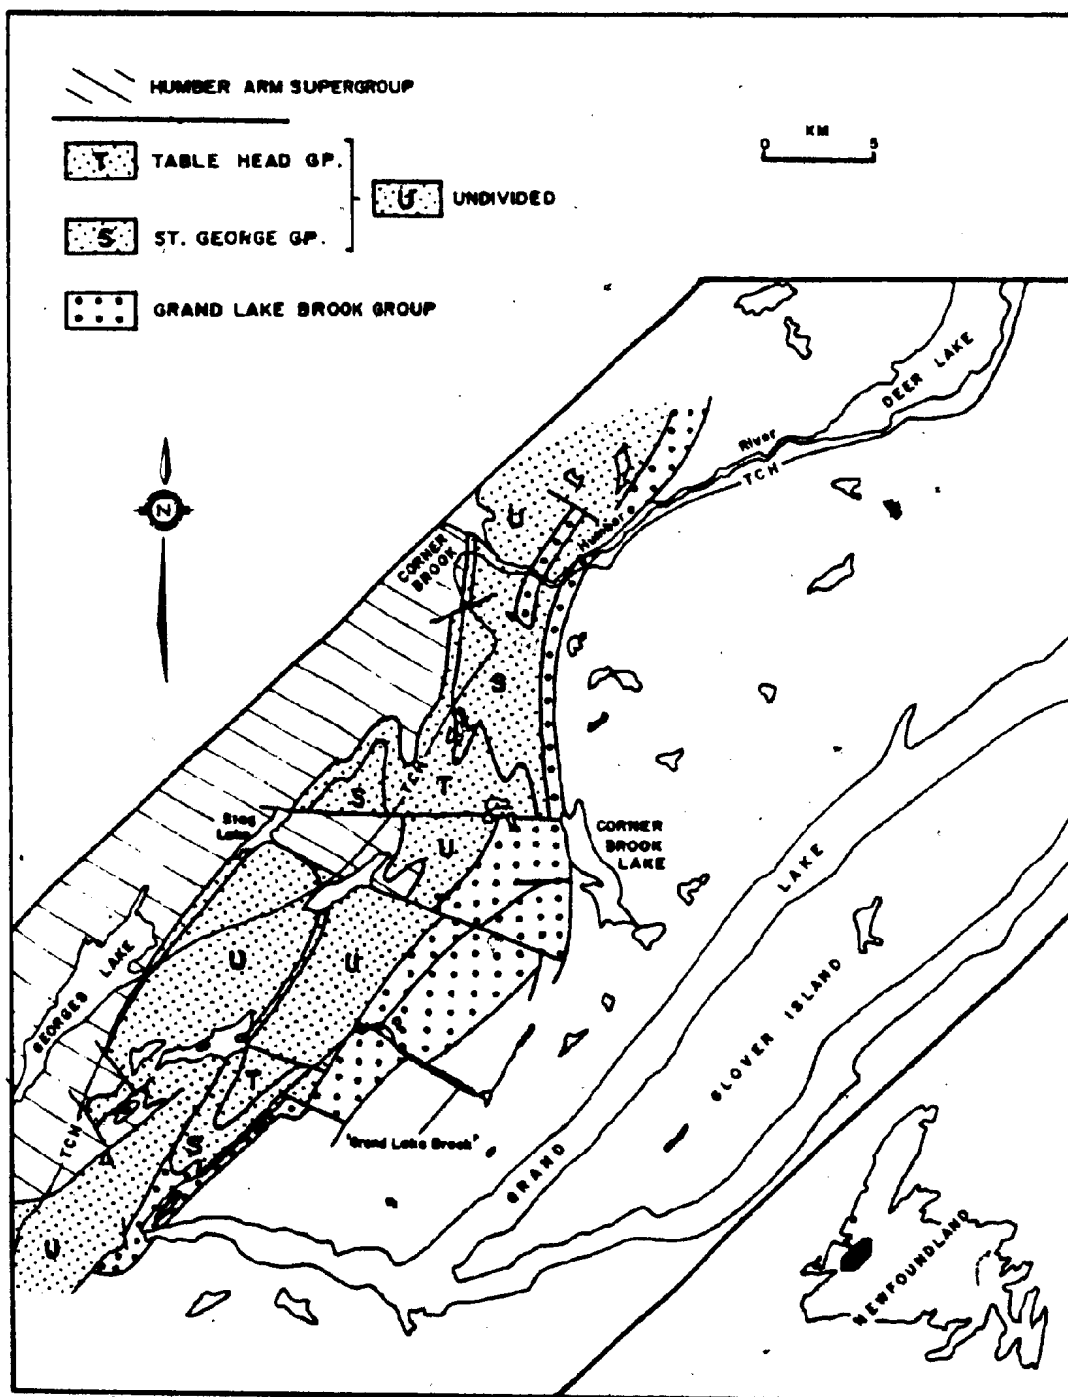 HUMBER ARM SUPERGROUP
KM
0 5
T TABLE HEAD GP.
U UNDIVIDED
S ST. GEORGE GP.
GRAND LAKE BROOK GROUP
DEER LAKE
River
TCH
Humber
U
N
CORNER
BROOK
S
TCH
T
S
Stag
Lake
U
CORNER
BROOK
LAKE
LAKE
U
U
GEORGES LAKE
GLOVER ISLAND
T
TCH
S
'Grand Lake Brook'
GRAND
U
NEWFOUNDLAND